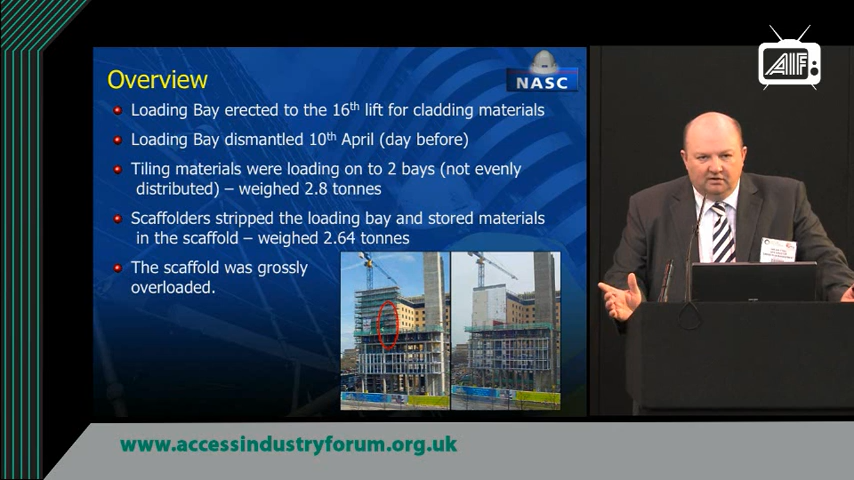 Overview
NASC
Loading Bay erected to the 16th lift for cladding materials
Loading Bay dismantled 10th April (day before)
Tiling materials were loading on to 2 bays (not evenly
distributed) – weighed 2.8 tonnes
Scaffolders stripped the loading bay and stored materials
in the scaffold – weighed 2.64 tonnes
The scaffold was grossly
overloaded.
AIF
www.accessindustryforum.org.uk